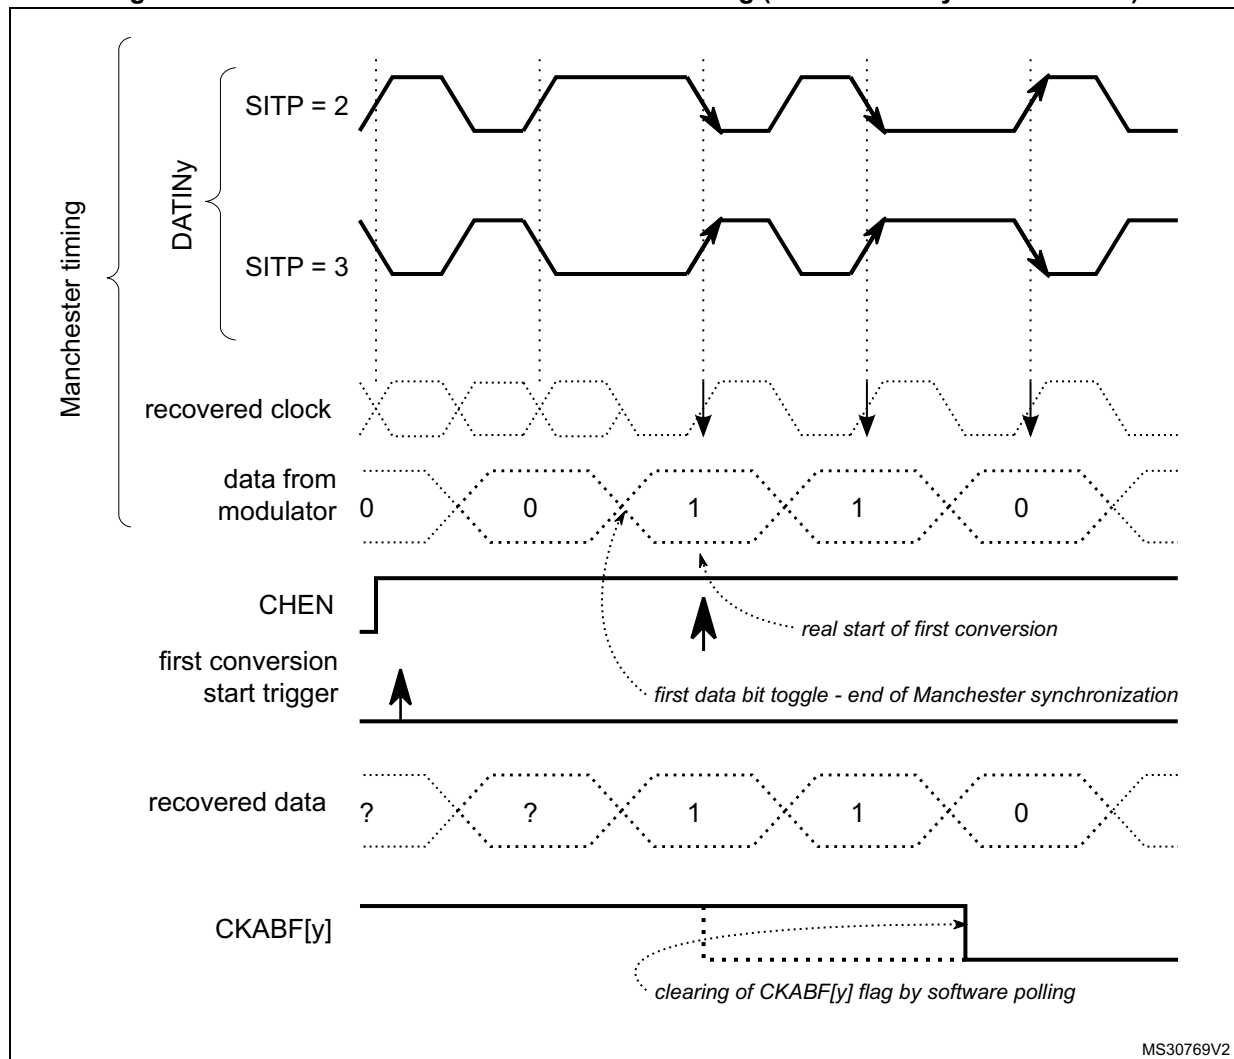 SITP = 2
DATINy
SITP = 3
Manchester timing
recovered clock
data from
modulator
0 0 1 1 0
CHEN
real start of first conversion
first conversion
start trigger
first data bit toggle - end of Manchester synchronization
recovered data
? ? 1 1 0
CKABF[y]
clearing of CKABF[y] flag by software polling
MS30769V2